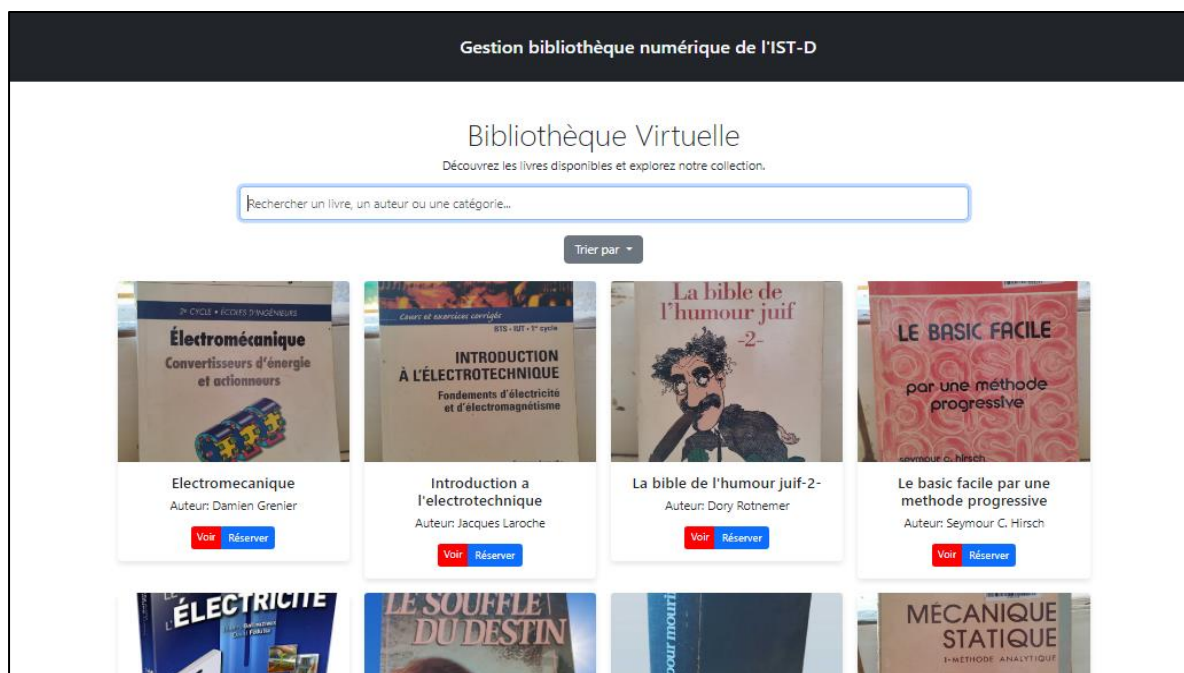 Gestion bibliothèque numérique de l'IST-D
Bibliothèque Virtuelle
Découvrez les livres disponibles et explorez notre collection.
Rechercher un livre, un auteur ou une catégorie...
Trier par
2e CYCLE • ÉCOLES D'INGÉNIEURS
Électromécanique
Convertisseurs d'énergie
et actionneurs
Cours et exercices corrigés
BTS - IUT - 1er cycle
INTRODUCTION
À L'ÉLECTROTECHNIQUE
Fondements d'électricité
et d'électromagnétisme
La bible de
l'humour juif
-2-
LE BASIC FACILE
par une méthode
progressive
seymour c. hirsch
Electromecanique
Auteur: Damien Grenier
Voir Réserver
Introduction a
l'electrotechnique
Auteur: Jacques Laroche
Voir Réserver
La bible de l'humour juif-2-
Auteur: Dory Rotnemer
Voir Réserver
Le basic facile par une
methode progressive
Auteur: Seymour C. Hirsch
Voir Réserver
L'ÉLECTRICITÉ
LE SOUFFLE
DU DESTIN
pour mourir
MÉCANIQUE
STATIQUE
I-MÉTHODE ANALYTIQUE